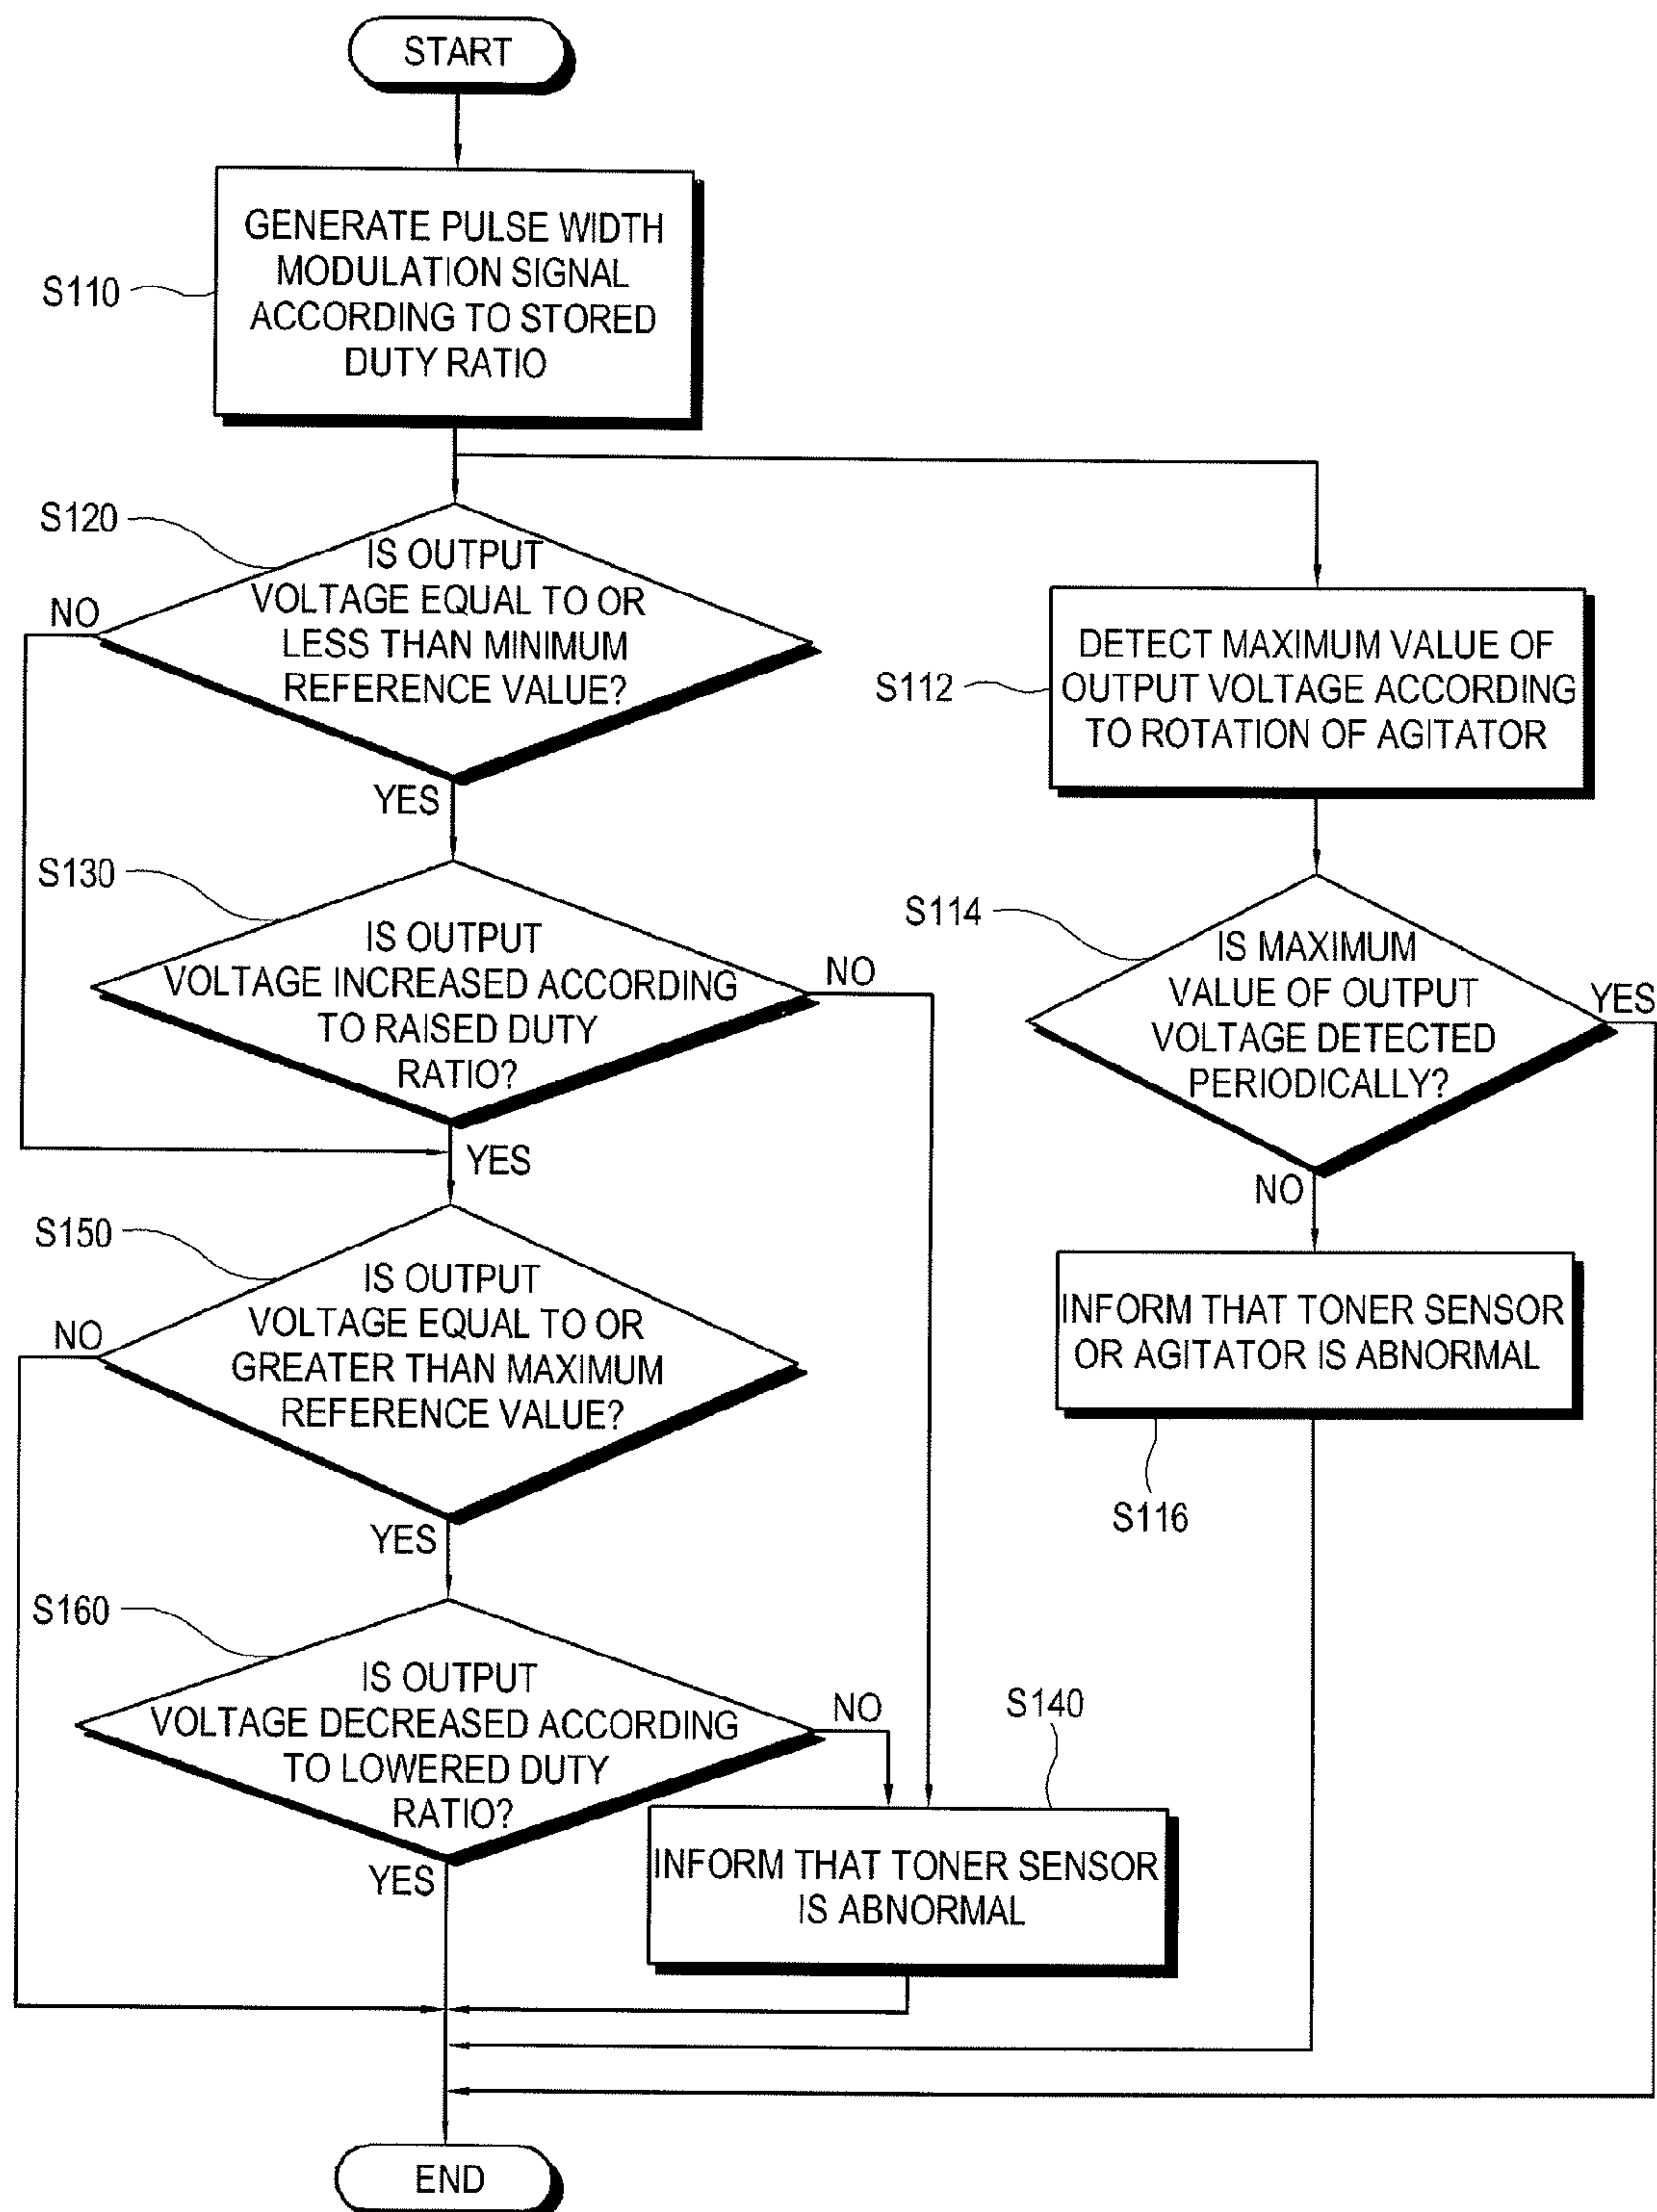 START
GENERATE PULSE WIDTH
MODULATION SIGNAL
ACCORDING TO STORED
DUTY RATIO
S110
S120
IS OUTPUT
VOLTAGE EQUAL TO OR
LESS THAN MINIMUM
REFERENCE VALUE?
NO
YES
S112
DETECT MAXIMUM VALUE OF
OUTPUT VOLTAGE ACCORDING
TO ROTATION OF AGITATOR
S130
IS OUTPUT
VOLTAGE INCREASED ACCORDING
TO RAISED DUTY
RATIO?
NO
YES
S114
IS MAXIMUM
VALUE OF OUTPUT
VOLTAGE DETECTED
PERIODICALLY?
YES
NO
S150
IS OUTPUT
VOLTAGE EQUAL TO OR
GREATER THAN MAXIMUM
REFERENCE VALUE?
NO
YES
INFORM THAT TONER SENSOR
OR AGITATOR IS ABNORMAL
S116
S160
IS OUTPUT
VOLTAGE DECREASED ACCORDING
TO LOWERED DUTY
RATIO?
NO
YES
S140
INFORM THAT TONER SENSOR
IS ABNORMAL
END